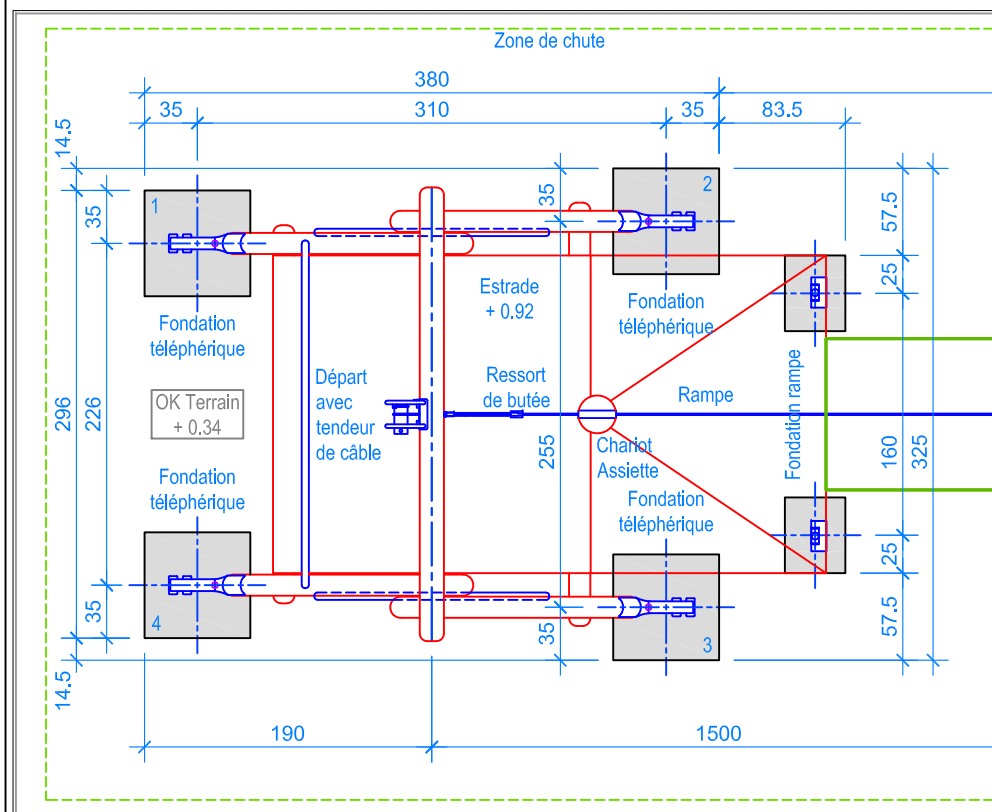 Zone de chute
380
35
310
35
83.5
14.5
35
296
226
35
14.5
1
2
35
57.5
25
Estrade
+ 0.92
Fondation
téléphérique
Fondation
téléphérique
OK Terrain
+ 0.34
Départ
avec
tendeur
de câble
Ressort
de butée
Rampe
Fondation rampe
Chariot
Assiette
255
160
325
Fondation
téléphérique
Fondation
téléphérique
4
3
35
25
57.5
190
1500